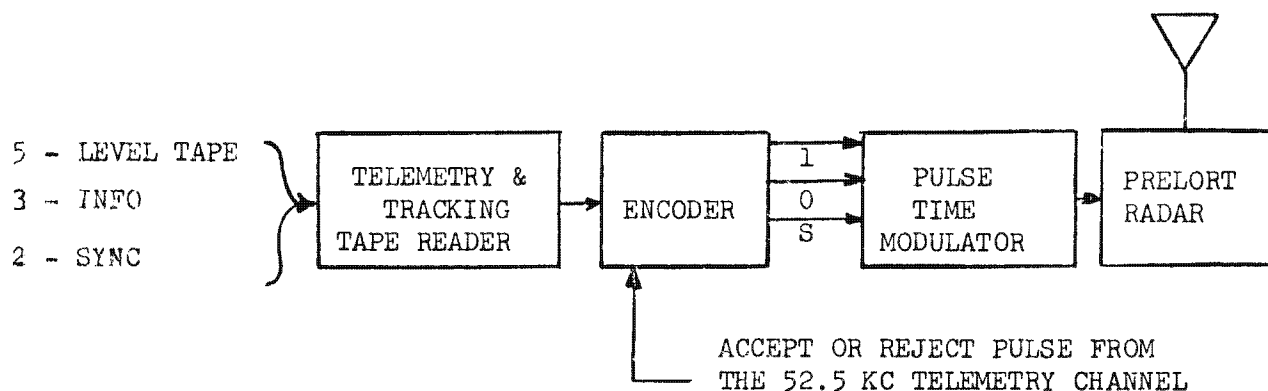 5 - LEVEL TAPE
3 - INFO
2 - SYNC
TELEMETRY &
TRACKING
TAPE READER
ENCODER
1
0
S
PULSE
TIME
MODULATOR
PRELORT
RADAR
ACCEPT OR REJECT PULSE FROM
THE 52.5 KC TELEMETRY CHANNEL